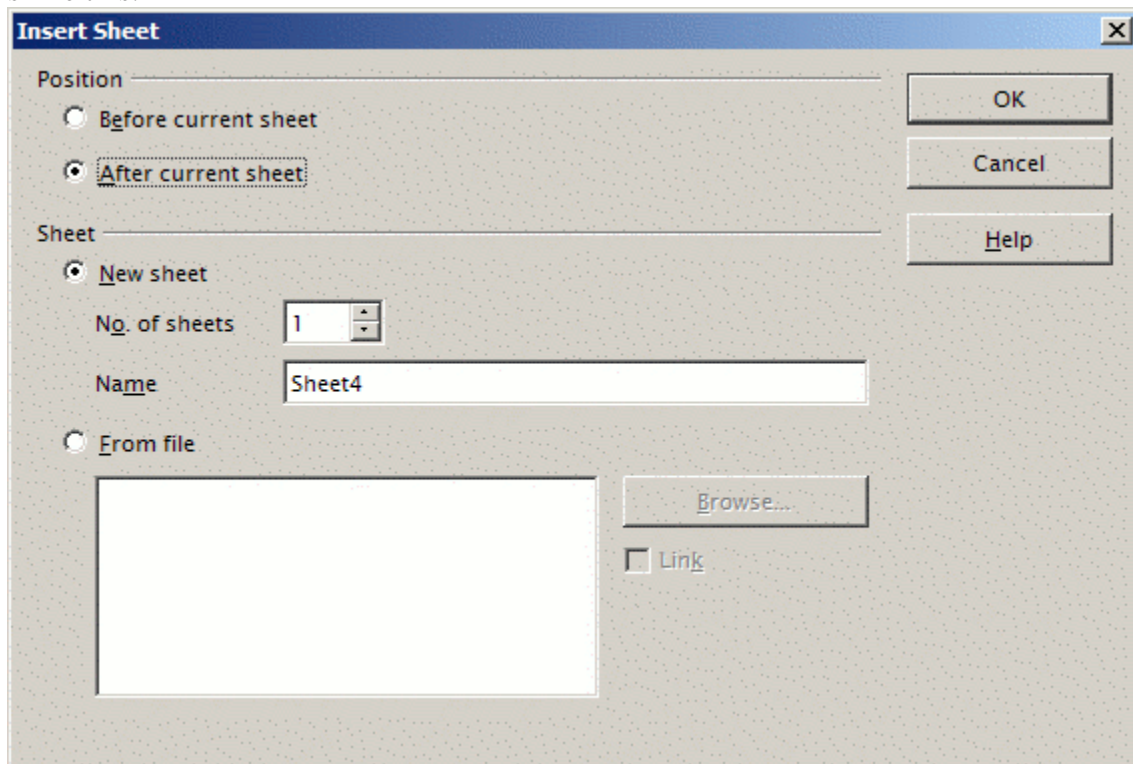 Insert Sheet
Position
Before current sheet
After current sheet
OK
Cancel
Help
Sheet
New sheet
No. of sheets 1
Name Sheet4
From file
Browse...
Link